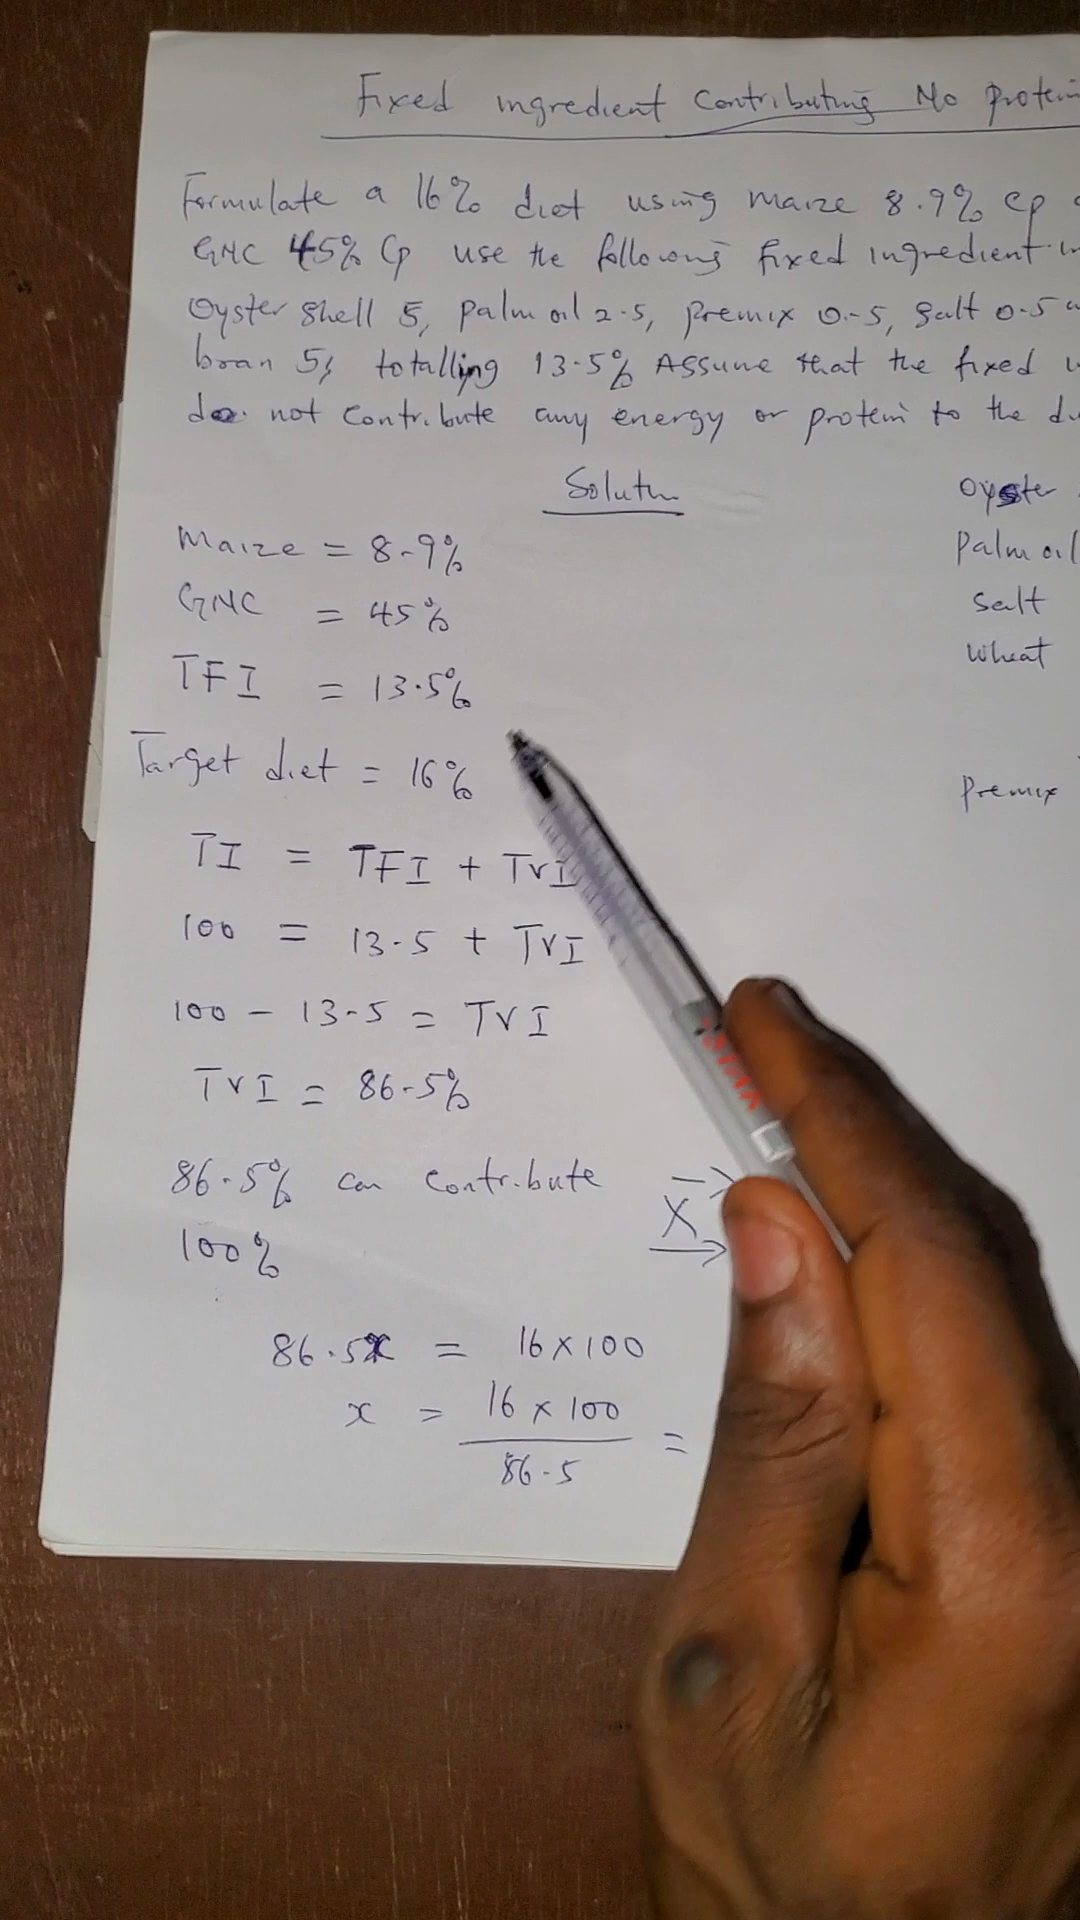 Fixed ingredient Contributing No protein
Formulate a 16% diet using maize 8.9% cp
GNC 45% Cp use the following fixed ingredient
Oyster shell 5, palm oil 2.5, premix 0.5, salt 0.5
bran 5, totalling 13.5% Assume that the fixed
do not contribute any energy or protein to the
Solutn
Maize = 8.9%
GNC = 45%
TFI = 13.5%
Target diet = 16%
TI = TFI + TVI
100 = 13.5 + TVI
100 - 13.5 = TVI
TVI = 86.5%
86.5% can contribute
100% X
86.5x = 16 x 100
x = 16 x 100 =
86.5
Oyster
Palm oil
Salt
Wheat
Premix